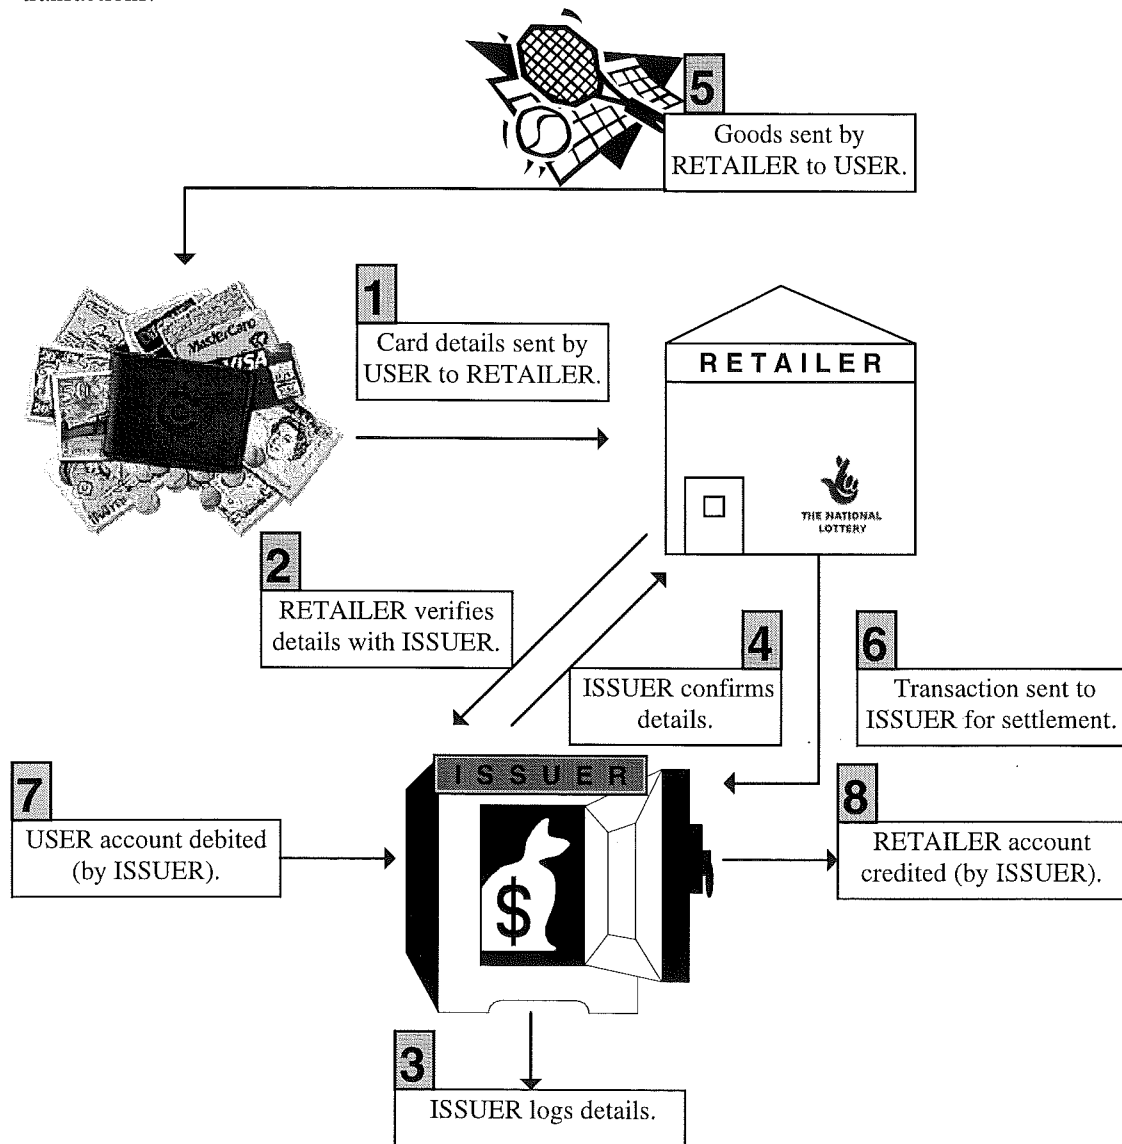 5
Goods sent by
RETAILER to USER.
1
Card details sent by
USER to RETAILER.
MasterCard
VISA
RETAILER
THE NATIONAL
LOTTERY
2
RETAILER verifies
details with ISSUER.
4
ISSUER confirms
details.
6
Transaction sent to
ISSUER for settlement.
ISSUER
7
USER account debited
(by ISSUER).
$
8
RETAILER account
credited (by ISSUER).
3
ISSUER logs details.